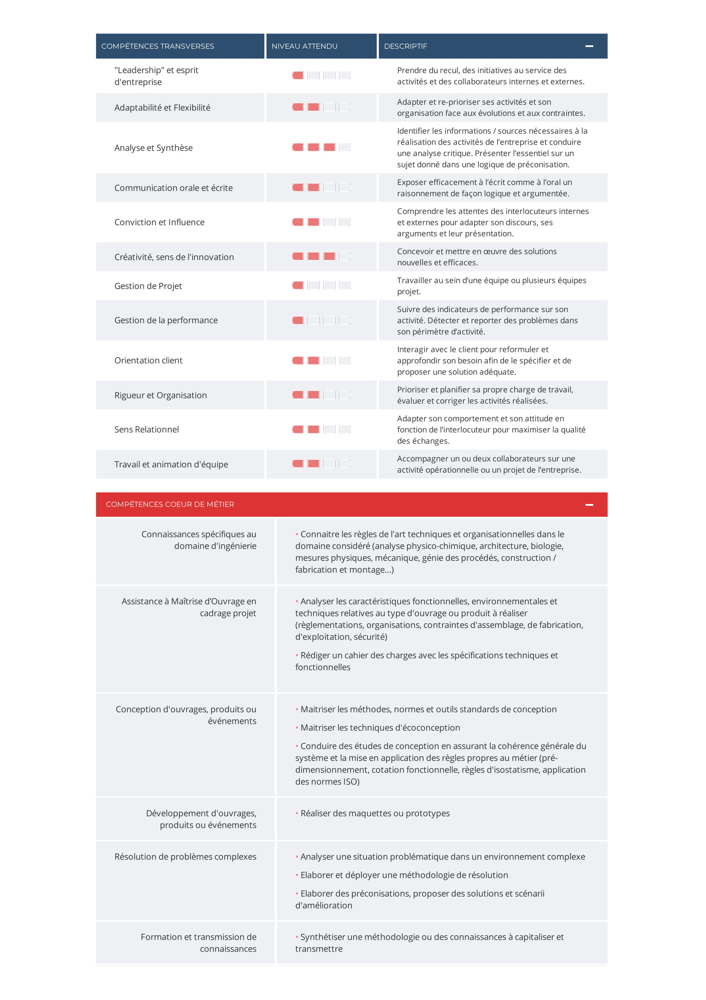 COMPÉTENCES TRANSVERSES
NIVEAU ATTENDU
DESCRIPTIF
"Leadership" et esprit
d'entreprise
Prendre du recul, des initiatives au service des
activités et des collaborateurs internes et externes.
Adaptabilité et Flexibilité
Adapter et re-prioriser ses activités et son
organisation face aux évolutions et aux contraintes.
Analyse et Synthèse
Identifier les informations / sources nécessaires à la
réalisation des activités de l’entreprise et conduire
une analyse critique. Présenter l’essentiel sur un
sujet donné dans une logique de préconisation.
Communication orale et écrite
Exposer efficacement à l’écrit comme à l’oral un
raisonnement de façon logique et argumentée.
Conviction et Influence
Comprendre les attentes des interlocuteurs internes
et externes pour adapter son discours, ses
arguments et leur présentation.
Créativité, sens de l'innovation
Concevoir et mettre en œuvre des solutions
nouvelles et efficaces.
Gestion de Projet
Travailler au sein d’une équipe ou plusieurs équipes
projet.
Gestion de la performance
Suivre des indicateurs de performance sur son
activité. Détecter et reporter des problèmes dans
son périmètre d’activité.
Orientation client
Interagir avec le client pour reformuler et
approfondir son besoin afin de le spécifier et de
proposer une solution adéquate.
Rigueur et Organisation
Prioriser et planifier sa propre charge de travail,
évaluer et corriger les activités réalisées.
Sens Relationnel
Adapter son comportement et son attitude en
fonction de l’interlocuteur pour maximiser la qualité
des échanges.
Travail et animation d'équipe
Accompagner un ou deux collaborateurs sur une
activité opérationnelle ou un projet de l’entreprise.
COMPÉTENCES COEUR DE MÉTIER
Connaissances spécifiques au
domaine d'ingénierie
• Connaitre les règles de l'art techniques et organisationnelles dans le
domaine considéré (analyse physico-chimique, architecture, biologie,
mesures physiques, mécanique, génie des procédés, construction /
fabrication et montage...)
Assistance à Maîtrise d’Ouvrage en
cadrage projet
• Analyser les caractéristiques fonctionnelles, environnementales et
techniques relatives au type d'ouvrage ou produit à réaliser
(règlementations, organisations, contraintes d'assemblage, de fabrication,
d'exploitation, sécurité)
• Rédiger un cahier des charges avec les spécifications techniques et
fonctionnelles
Conception d'ouvrages, produits ou
événements
• Maitriser les méthodes, normes et outils standards de conception
• Maitriser les techniques d'écoconception
• Conduire des études de conception en assurant la cohérence générale du
système et la mise en application des règles propres au métier (pré-
dimensionnement, cotation fonctionnelle, règles d'isostatisme, application
des normes ISO)
Développement d'ouvrages,
produits ou événements
• Réaliser des maquettes ou prototypes
Résolution de problèmes complexes
• Analyser une situation problématique dans un environnement complexe
• Elaborer et déployer une méthodologie de résolution
• Elaborer des préconisations, proposer des solutions et scénarii
d'amélioration
Formation et transmission de
connaissances
• Synthétiser une méthodologie ou des connaissances à capitaliser et
transmettre